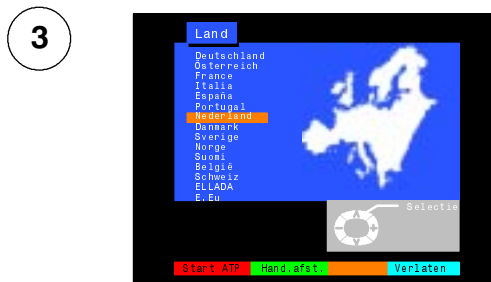 3
Land
Deutschland
Österreich
France
Italia
España
Portugal
Nederland
Danmark
Sverige
Norge
Suomi
België
Schweiz
ELLADA
E.Eu
Selectie
Start ATP
Hand.afst.
Verlaten